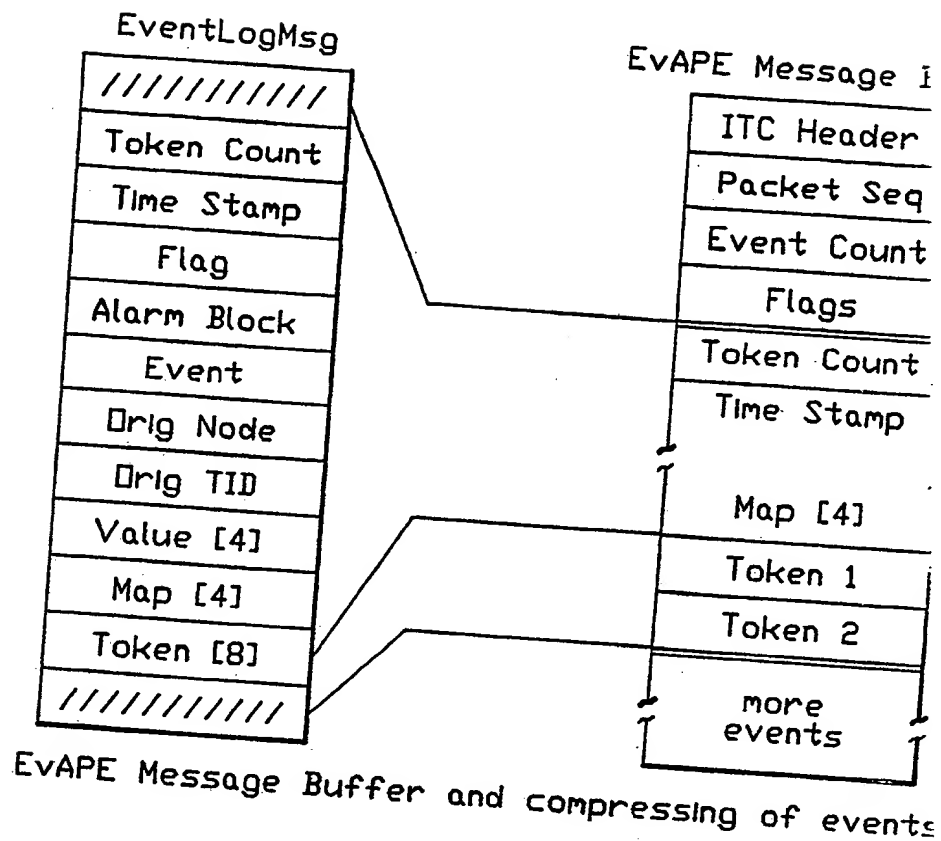 EventLogMsg
///////////
Token Count
Time Stamp
Flag
Alarm Block
Event
Orig Node
Orig TID
Value [4]
Map [4]
Token [8]
///////////
EvAPE Message
ITC Header
Packet Seq
Event Count
Flags
Token Count
Time Stamp
Map [4]
Token 1
Token 2
more
events
EvAPE Message Buffer and compressing of events